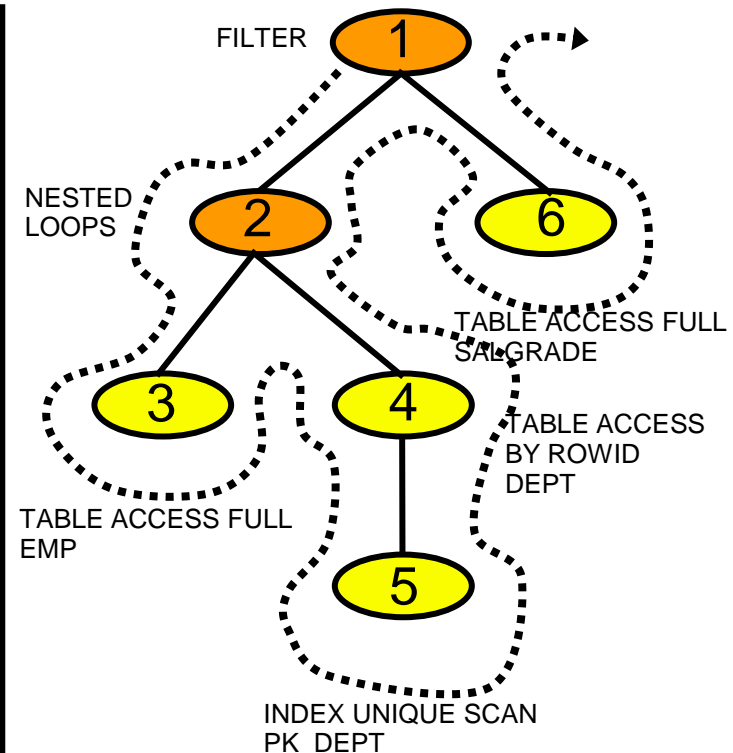 FILTER
1
NESTED
LOOPS
2
6
TABLE ACCESS FULL
SALGRADE
3
4
TABLE ACCESS
BY ROWID
DEPT
TABLE ACCESS FULL
EMP
5
INDEX UNIQUE SCAN
PK_DEPT